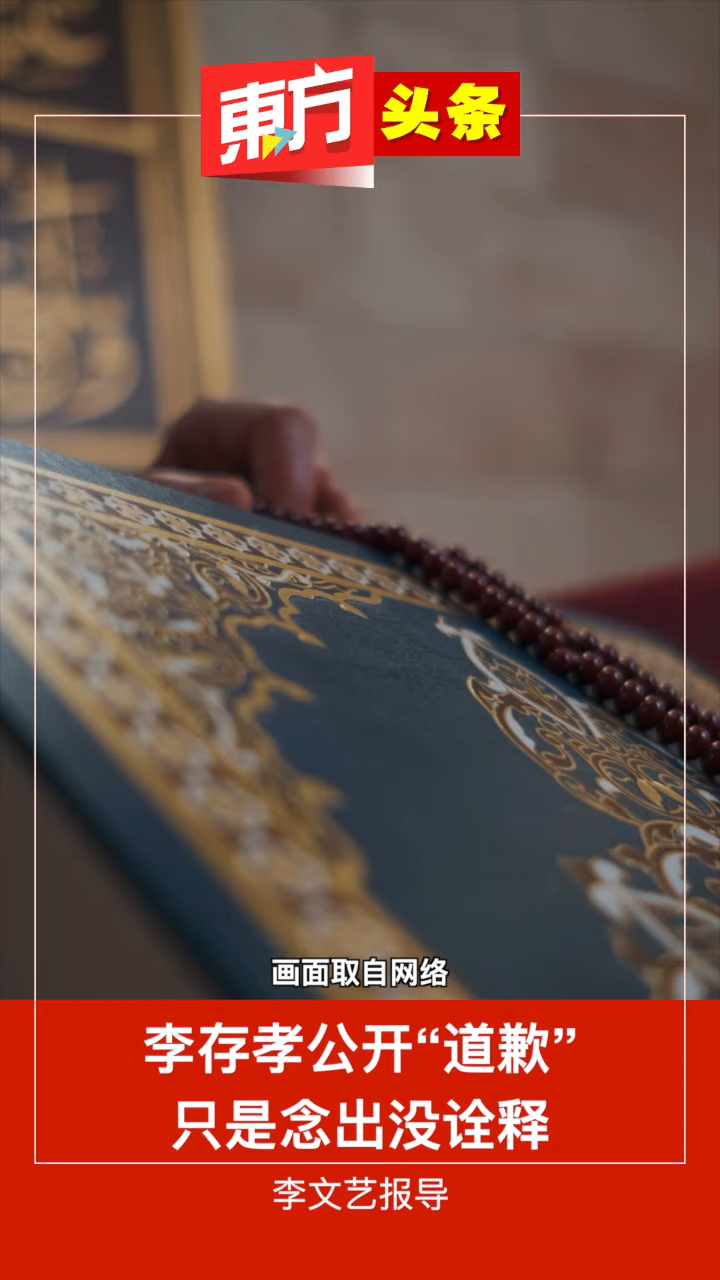 東方头条
画面取自网络
李存孝公开“道歉”
只是念出没诠释
李文艺报导